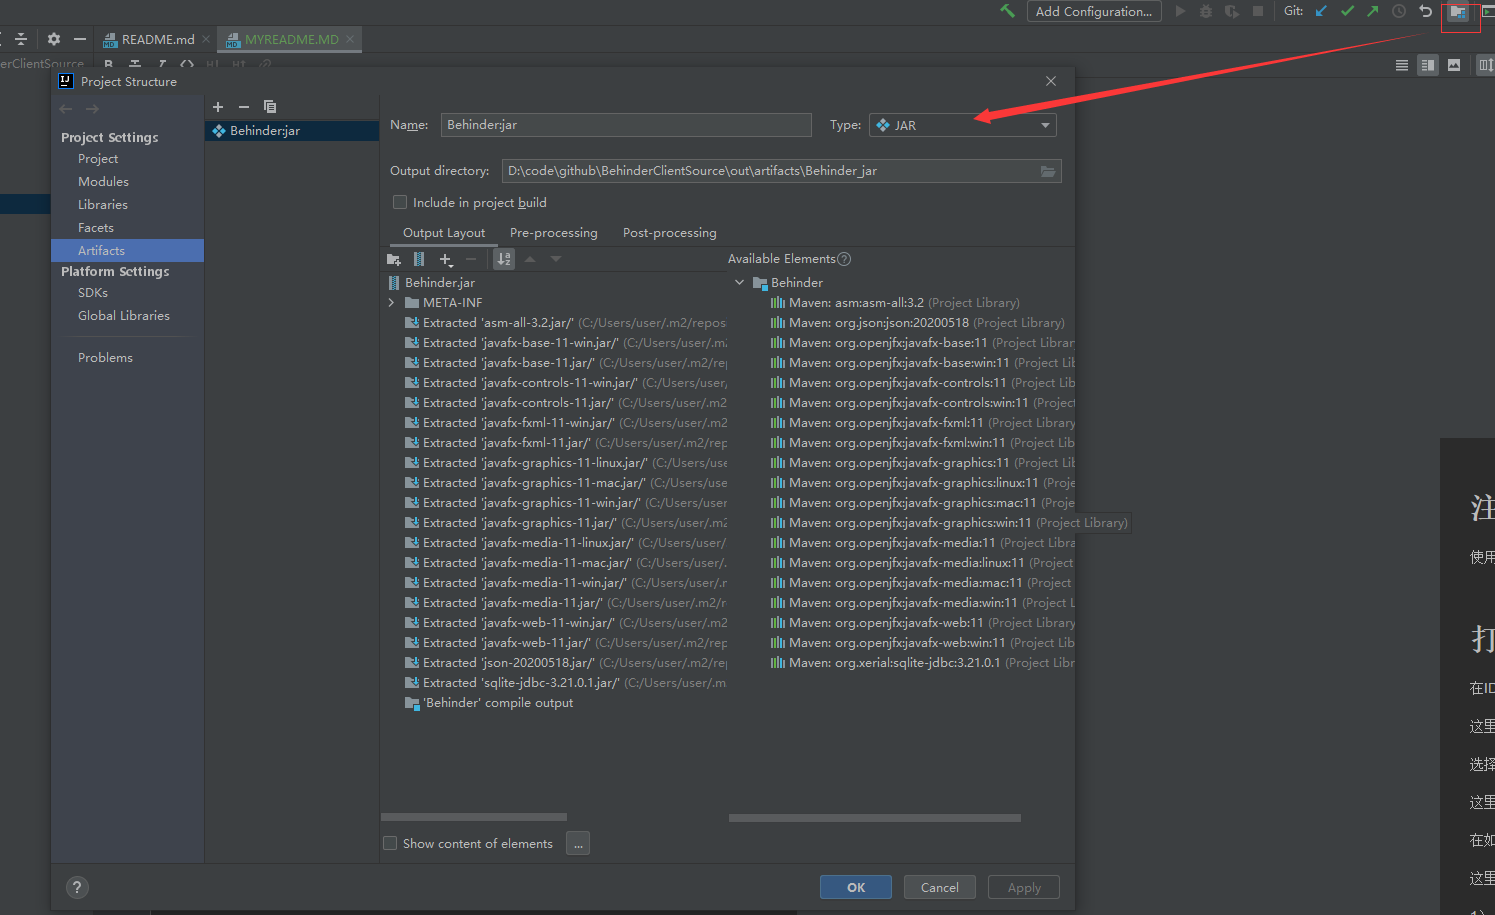 Add Configuration...
Git:
README.md
MYREADME.MD
erClientSource
Project Structure
Project Settings
Project
Modules
Libraries
Facets
Artifacts
Platform Settings
SDKs
Global Libraries
Problems
Behinder:jar
Name: Behinder:jar Type: JAR
Output directory: D:\code\github\BehinderClientSource\out\artifacts\Behinder_jar
Include in project build
Output Layout Pre-processing Post-processing
Available Elements
Behinder.jar
META-INF
Extracted 'asm-all-3.2.jar/' (C:/Users/user/.m2/repos
Extracted 'javafx-base-11-win.jar/' (C:/Users/user/.m
Extracted 'javafx-base-11.jar/' (C:/Users/user/.m2/rep
Extracted 'javafx-controls-11-win.jar/' (C:/Users/user/
Extracted 'javafx-controls-11.jar/' (C:/Users/user/.m2
Extracted 'javafx-fxml-11-win.jar/' (C:/Users/user/.m2
Extracted 'javafx-fxml-11.jar/' (C:/Users/user/.m2/rep
Extracted 'javafx-graphics-11-linux.jar/' (C:/Users/use
Extracted 'javafx-graphics-11-mac.jar/' (C:/Users/user
Extracted 'javafx-graphics-11-win.jar/' (C:/Users/user
Extracted 'javafx-graphics-11.jar/' (C:/Users/user/.m2
Extracted 'javafx-media-11-linux.jar/' (C:/Users/user/
Extracted 'javafx-media-11-mac.jar/' (C:/Users/user/.
Extracted 'javafx-media-11-win.jar/' (C:/Users/user/.r
Extracted 'javafx-media-11.jar/' (C:/Users/user/.m2/r
Extracted 'javafx-web-11-win.jar/' (C:/Users/user/.m2
Extracted 'javafx-web-11.jar/' (C:/Users/user/.m2/rep
Extracted 'json-20200518.jar/' (C:/Users/user/.m2/rep
Extracted 'sqlite-jdbc-3.21.0.1.jar/' (C:/Users/user/.m
'Behinder' compile output
Behinder
Maven: asm:asm-all:3.2 (Project Library)
Maven: org.json:json:20200518 (Project Library)
Maven: org.openjfx:javafx-base:11 (Project Librar
Maven: org.openjfx:javafx-base:win:11 (Project Lib
Maven: org.openjfx:javafx-controls:11 (Project Lib
Maven: org.openjfx:javafx-controls:win:11 (Project
Maven: org.openjfx:javafx-fxml:11 (Project Library
Maven: org.openjfx:javafx-fxml:win:11 (Project Lib
Maven: org.openjfx:javafx-graphics:11 (Project Lib
Maven: org.openjfx:javafx-graphics:linux:11 (Proje
Maven: org.openjfx:javafx-graphics:mac:11 (Proje
Maven: org.openjfx:javafx-graphics:win:11 (Project Library)
Maven: org.openjfx:javafx-media:11 (Project Libra
Maven: org.openjfx:javafx-media:linux:11 (Project
Maven: org.openjfx:javafx-media:mac:11 (Project
Maven: org.openjfx:javafx-media:win:11 (Project L
Maven: org.openjfx:javafx-web:11 (Project Library
Maven: org.openjfx:javafx-web:win:11 (Project Lib
Maven: org.xerial:sqlite-jdbc:3.21.0.1 (Project Libr
Show content of elements
...
?
OK Cancel Apply
注
使用
打
在ID
这里
选择
这里
在如
这里